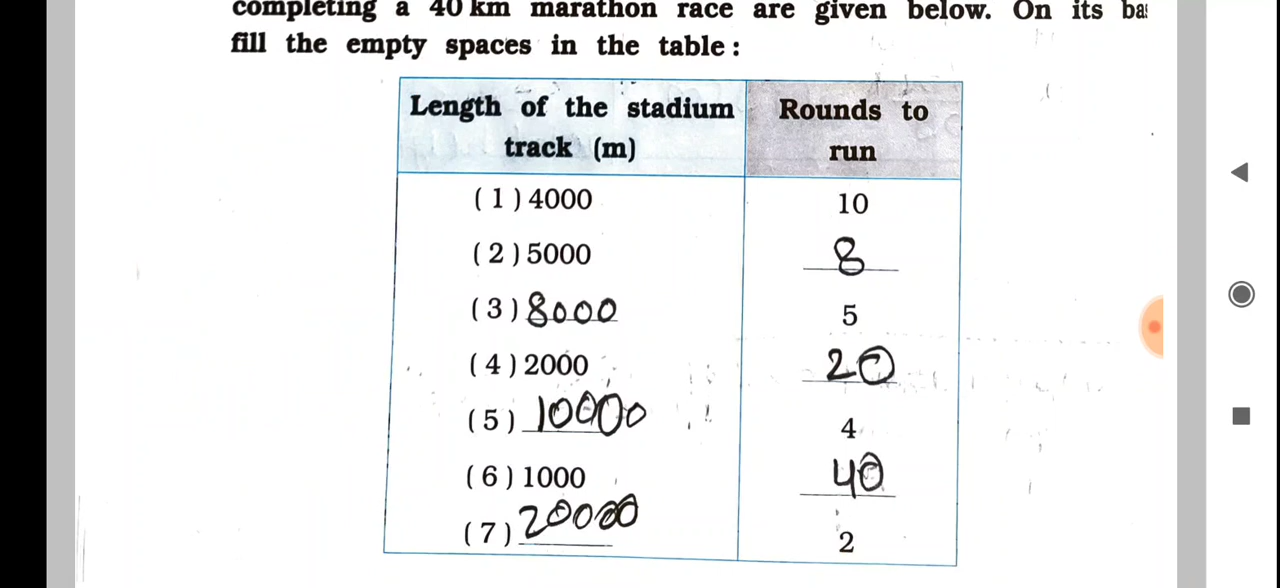 completing a 40 km marathon race are given below. On its
fill the empty spaces in the table :
Length of the stadium track (m) Rounds to run
( 1 ) 4000 10
( 2 ) 5000 8
( 3 ) 8000 5
( 4 ) 2000 20
( 5 ) 10000 4
( 6 ) 1000 40
( 7 ) 20000 2